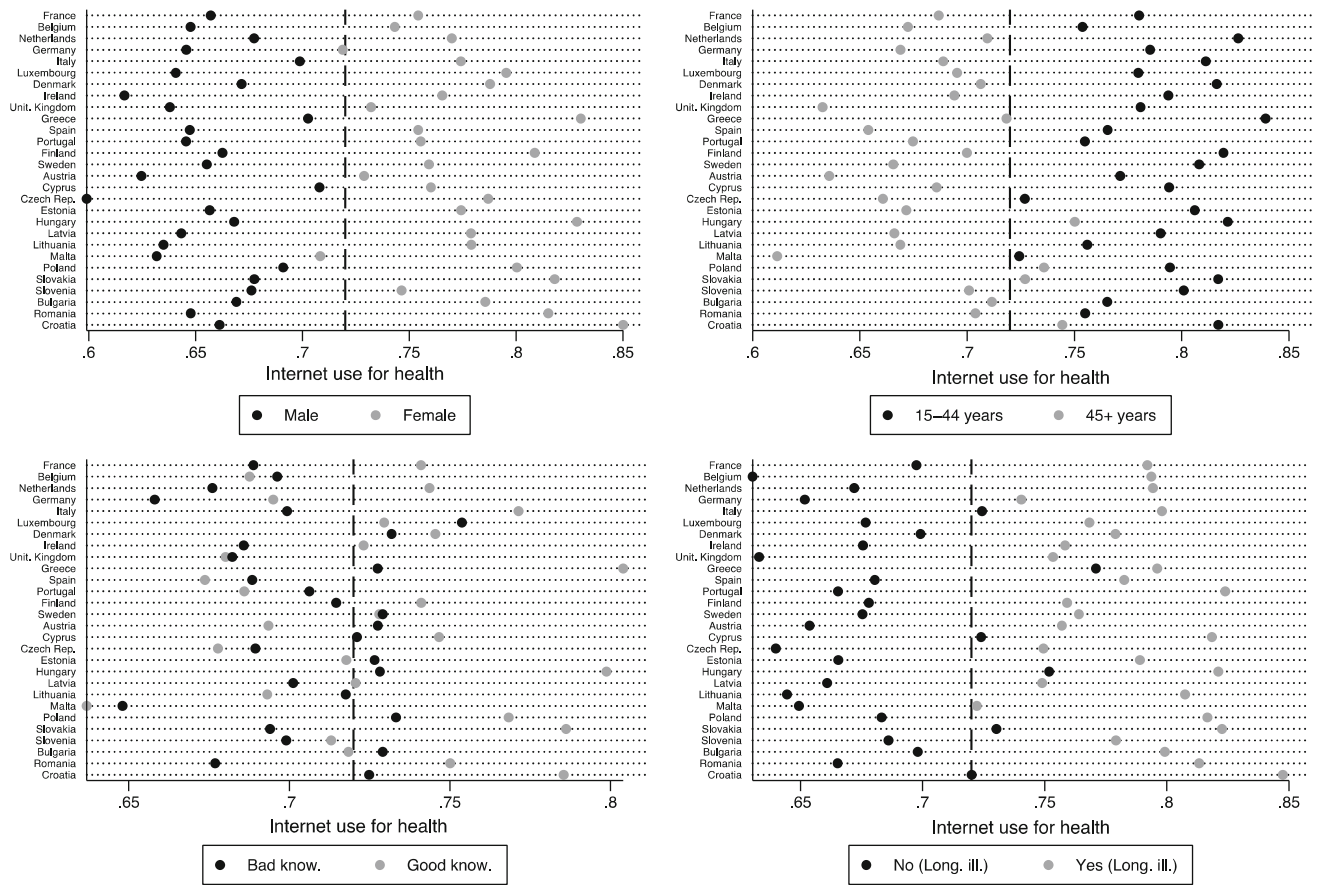 France
Belgium
Netherlands
Germany
Italy
Luxembourg
Denmark
Ireland
Unit. Kingdom
Greece
Spain
Portugal
Finland
Sweden
Austria
Cyprus
Czech Rep.
Estonia
Hungary
Latvia
Lithuania
Malta
Poland
Slovakia
Slovenia
Bulgaria
Romania
Croatia
.6 .65 .7 .75 .8 .85
Internet use for health
Male Female
France
Belgium
Netherlands
Germany
Italy
Luxembourg
Denmark
Ireland
Unit. Kingdom
Greece
Spain
Portugal
Finland
Sweden
Austria
Cyprus
Czech Rep.
Estonia
Hungary
Latvia
Lithuania
Malta
Poland
Slovakia
Slovenia
Bulgaria
Romania
Croatia
.6 .65 .7 .75 .8 .85
Internet use for health
15–44 years 45+ years
France
Belgium
Netherlands
Germany
Italy
Luxembourg
Denmark
Ireland
Unit. Kingdom
Greece
Spain
Portugal
Finland
Sweden
Austria
Cyprus
Czech Rep.
Estonia
Hungary
Latvia
Lithuania
Malta
Poland
Slovakia
Slovenia
Bulgaria
Romania
Croatia
.65 .7 .75 .8
Internet use for health
Bad know. Good know.
France
Belgium
Netherlands
Germany
Italy
Luxembourg
Denmark
Ireland
Unit. Kingdom
Greece
Spain
Portugal
Finland
Sweden
Austria
Cyprus
Czech Rep.
Estonia
Hungary
Latvia
Lithuania
Malta
Poland
Slovakia
Slovenia
Bulgaria
Romania
Croatia
.65 .7 .75 .8 .85
Internet use for health
No (Long. ill.) Yes (Long. ill.)